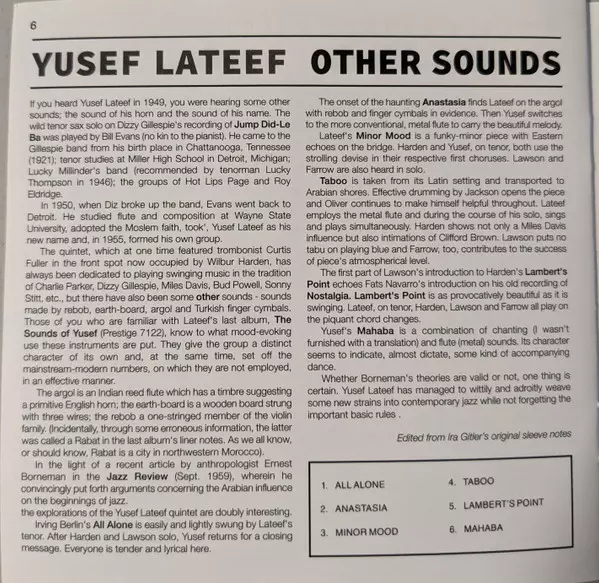 6
YUSEF LATEEF OTHER SOUNDS
If you heard Yusef Lateef in 1949, you were hearing some other
sounds; the sound of his horn and the sound of his name. The
wild tenor sax solo on Dizzy Gillespie's recording of Jump Did-Le
Ba was played by Bill Evans (no kin to the pianist). He came to the
Gillespie band from his birth place in Chattanooga, Tennessee
(1921); tenor studies at Miller High School in Detroit, Michigan;
Lucky Millinder's band (recommended by tenorman Lucky
Thompson in 1946); the groups of Hot Lips Page and Roy
Eldridge.
In 1950, when Diz broke up the band, Evans went back to
Detroit. He studied flute and composition at Wayne State
University, adopted the Moslem faith, took', Yusef Lateef as his
new name and, in 1955, formed his own group.
The quintet, which at one time featured trombonist Curtis
Fuller in the front spot now occupied by Wilbur Harden, has
always been dedicated to playing swinging music in the tradition
of Charlie Parker, Dizzy Gillespie, Miles Davis, Bud Powell, Sonny
Stitt, etc., but there have also been some other sounds - sounds
made by rebob, earth-board, argol and Turkish finger cymbals.
Those of you who are familiar with Lateef's last album, The
Sounds of Yusef (Prestige 7122), know to what mood-evoking
use these instruments are put. They give the group a distinct
character of its own and, at the same time, set off the
mainstream-modern numbers, on which they are not employed,
in an effective manner.
The argol is an Indian reed flute which has a timbre suggesting
a primitive English horn; the earth-board is a wooden board strung
with three wires; the rebob a one-stringed member of the violin
family. (Incidentally, through some erroneous information, the latter
was called a Rabat in the last album's liner notes. As we all know,
or should know, Rabat is a city in northwestern Morocco).
In the light of a recent article by anthropologist Ernest
Borneman in the Jazz Review (Sept. 1959), wherein he
convincingly put forth arguments concerning the Arabian influence
on the beginnings of jazz.
the explorations of the Yusef Lateef quintet are doubly interesting.
Irving Berlin's All Alone is easily and lightly swung by Lateef's
tenor. After Harden and Lawson solo, Yusef returns for a closing
message. Everyone is tender and lyrical here.
The onset of the haunting Anastasia finds Lateef on the argol
with rebob and finger cymbals in evidence. Then Yusef switches
to the more conventional, metal flute to carry the beautiful melody.
Lateef's Minor Mood is a funky-minor piece with Eastern
echoes on the bridge. Harden and Yusef, on tenor, both use the
strolling devise in their respective first choruses. Lawson and
Farrow are also heard in solo.
Taboo is taken from its Latin setting and transported to
Arabian shores. Effective drumming by Jackson opens the piece
and Oliver continues to make himself helpful throughout. Lateef
employs the metal flute and during the course of his solo, sings
and plays simultaneously. Harden shows not only a Miles Davis
influence but also intimations of Clifford Brown. Lawson puts no
tabu on playing blue and Farrow, too, contributes to the success
of piece's atmospherical level.
The first part of Lawson's introduction to Harden's Lambert's
Point echoes Fats Navarro's introduction on his old recording of
Nostalgia. Lambert's Point is as provocatively beautiful as it is
swinging. Lateef, on tenor, Harden, Lawson and Farrow all play on
the piquant chord changes.
Yusef's Mahaba is a combination of chanting (I wasn't
furnished with a translation) and flute (metal) sounds. Its character
seems to indicate, almost dictate, some kind of accompanying
dance.
Whether Borneman's theories are valid or not, one thing is
certain. Yusef Lateef has managed to wittily and adroitly weave
some new strains into contemporary jazz while not forgetting the
important basic rules .
Edited from Ira Gitler's original sleeve notes
1. ALL ALONE
2. ANASTASIA
3. MINOR MOOD
4. TABOO
5. LAMBERT'S POINT
6. MAHABA